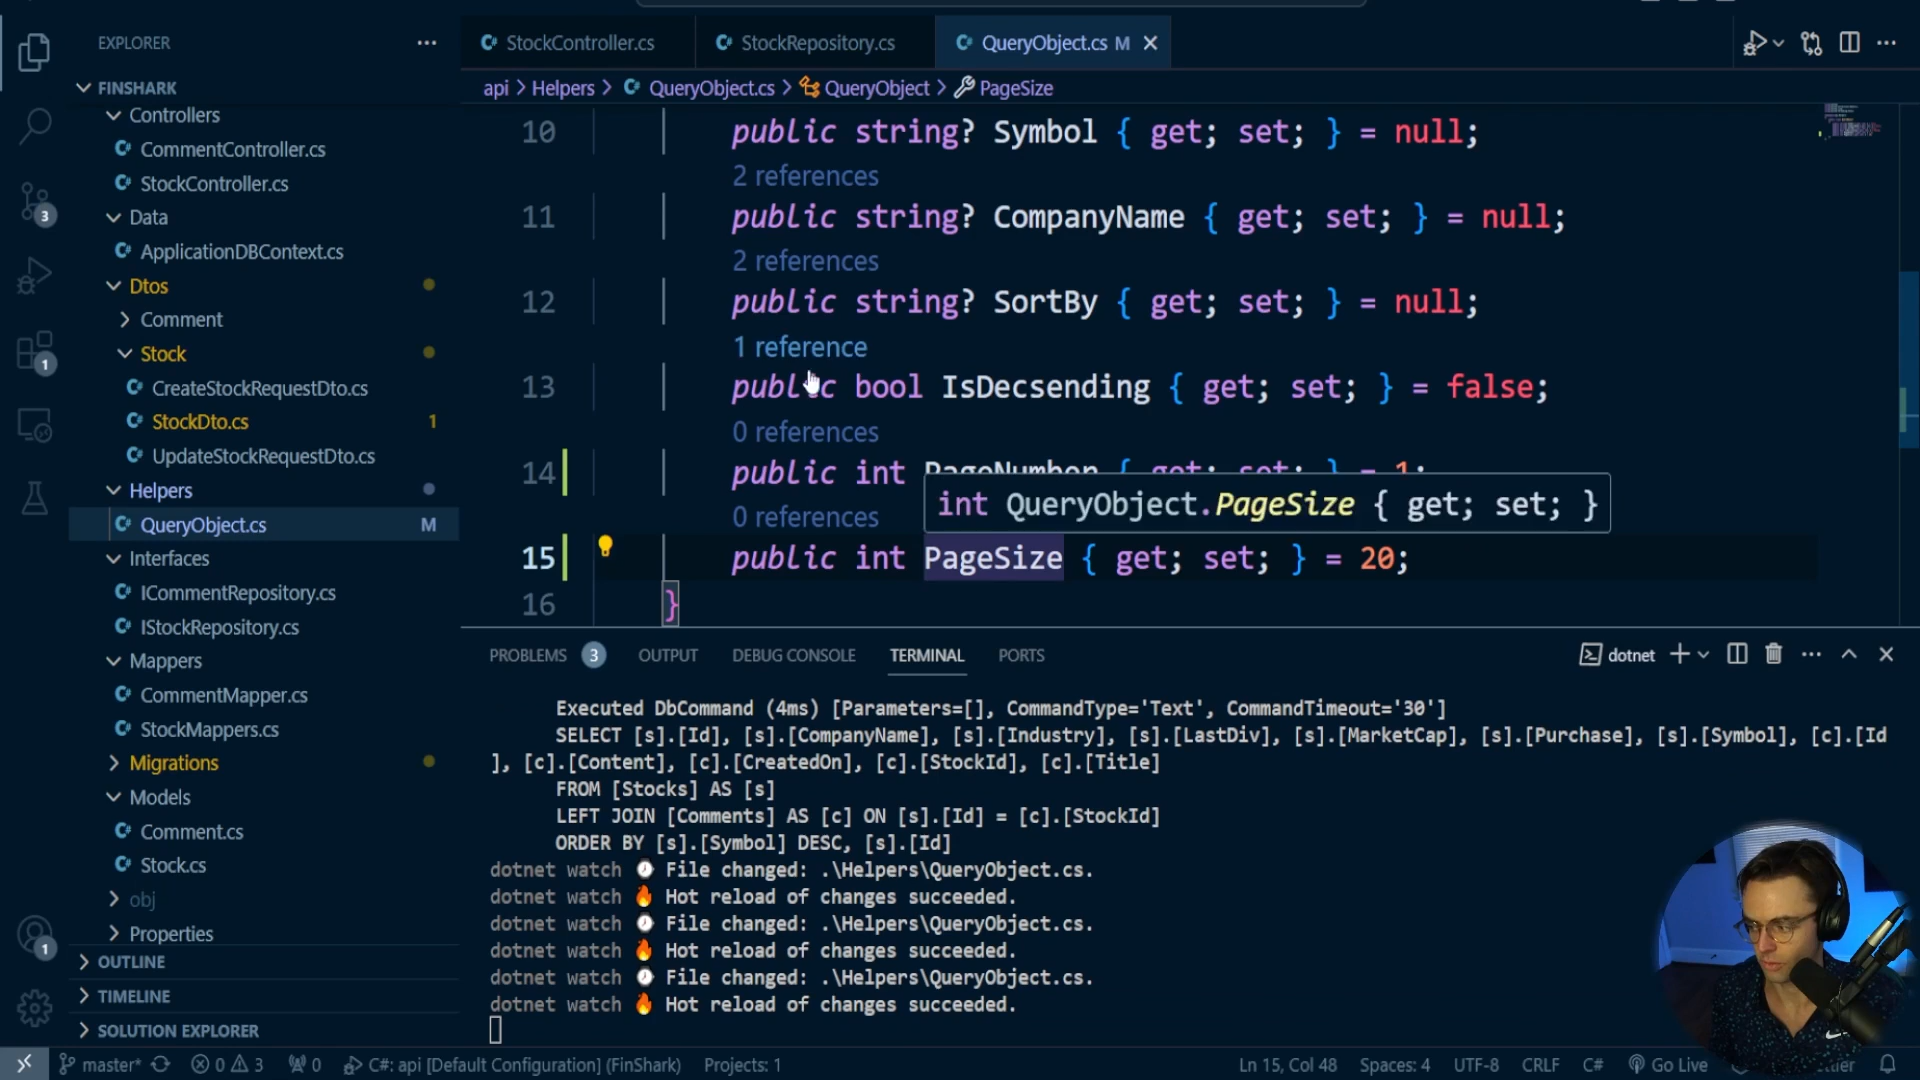 EXPLORER
FINSHARK
Controllers
CommentController.cs
StockController.cs
Data
ApplicationDBContext.cs
Dtos
Comment
Stock
CreateStockRequestDto.cs
StockDto.cs 1
UpdateStockRequestDto.cs
Helpers
QueryObject.cs M
Interfaces
ICommentRepository.cs
IStockRepository.cs
Mappers
CommentMapper.cs
StockMappers.cs
Migrations
Models
Comment.cs
Stock.cs
obj
Properties
OUTLINE
TIMELINE
SOLUTION EXPLORER
3
1
1
StockController.cs
StockRepository.cs
QueryObject.cs M
api > Helpers > QueryObject.cs > QueryObject > PageSize
10 public string? Symbol { get; set; } = null;
2 references
11 public string? CompanyName { get; set; } = null;
2 references
12 public string? SortBy { get; set; } = null;
1 reference
13 public bool IsDecsending { get; set; } = false;
0 references
14 public int PageNumber { get; set; } = 1;
int QueryObject.PageSize { get; set; }
0 references
15 public int PageSize { get; set; } = 20;
16 }
PROBLEMS 3 OUTPUT DEBUG CONSOLE TERMINAL PORTS
dotnet
Executed DbCommand (4ms) [Parameters=[], CommandType='Text', CommandTimeout='30']
SELECT [s].[Id], [s].[CompanyName], [s].[Industry], [s].[LastDiv], [s].[MarketCap], [s].[Purchase], [s].[Symbol], [c].[Id
], [c].[Content], [c].[CreatedOn], [c].[StockId], [c].[Title]
FROM [Stocks] AS [s]
LEFT JOIN [Comments] AS [c] ON [s].[Id] = [c].[StockId]
ORDER BY [s].[Symbol] DESC, [s].[Id]
dotnet watch ⌚ File changed: .\Helpers\QueryObject.cs.
dotnet watch 🔥 Hot reload of changes succeeded.
dotnet watch ⌚ File changed: .\Helpers\QueryObject.cs.
dotnet watch 🔥 Hot reload of changes succeeded.
dotnet watch ⌚ File changed: .\Helpers\QueryObject.cs.
dotnet watch 🔥 Hot reload of changes succeeded.
master* 0 3 0 C#: api [Default Configuration] (FinShark) Projects: 1 Ln 15, Col 48 Spaces: 4 UTF-8 CRLF C# Go Live